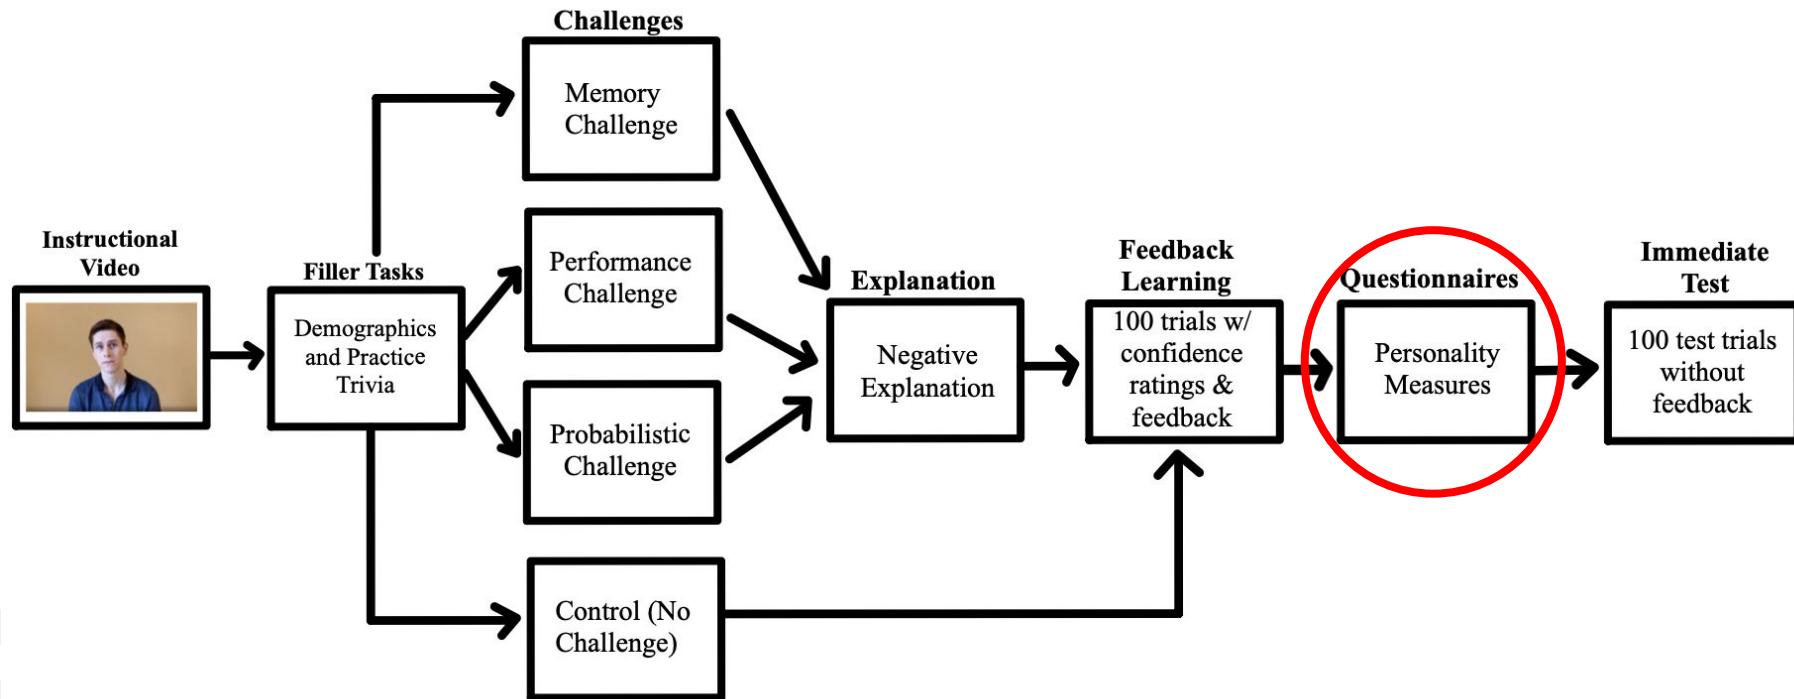 Challenges
Memory
Challenge
Instructional
Video
Filler Tasks
Demographics
and Practice
Trivia
Performance
Challenge
Probabilistic
Challenge
Control (No
Challenge)
Explanation
Negative
Explanation
Feedback
Learning
100 trials w/
confidence
ratings &
feedback
Questionnaires
Personality
Measures
Immediate
Test
100 test trials
without
feedback